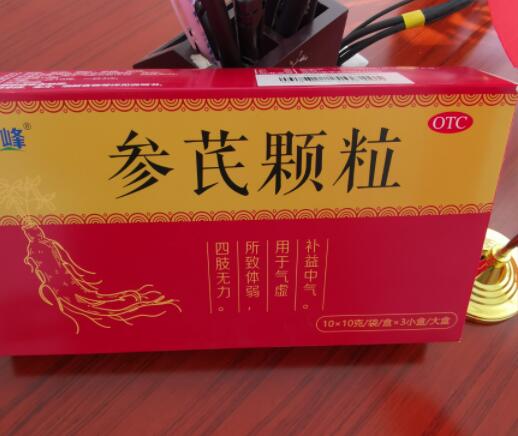 峰®
参芪颗粒
OTC
补益中气。
用于气虚
所致体弱，
四肢无力。
10×10克/袋/盒×3小盒/大盒